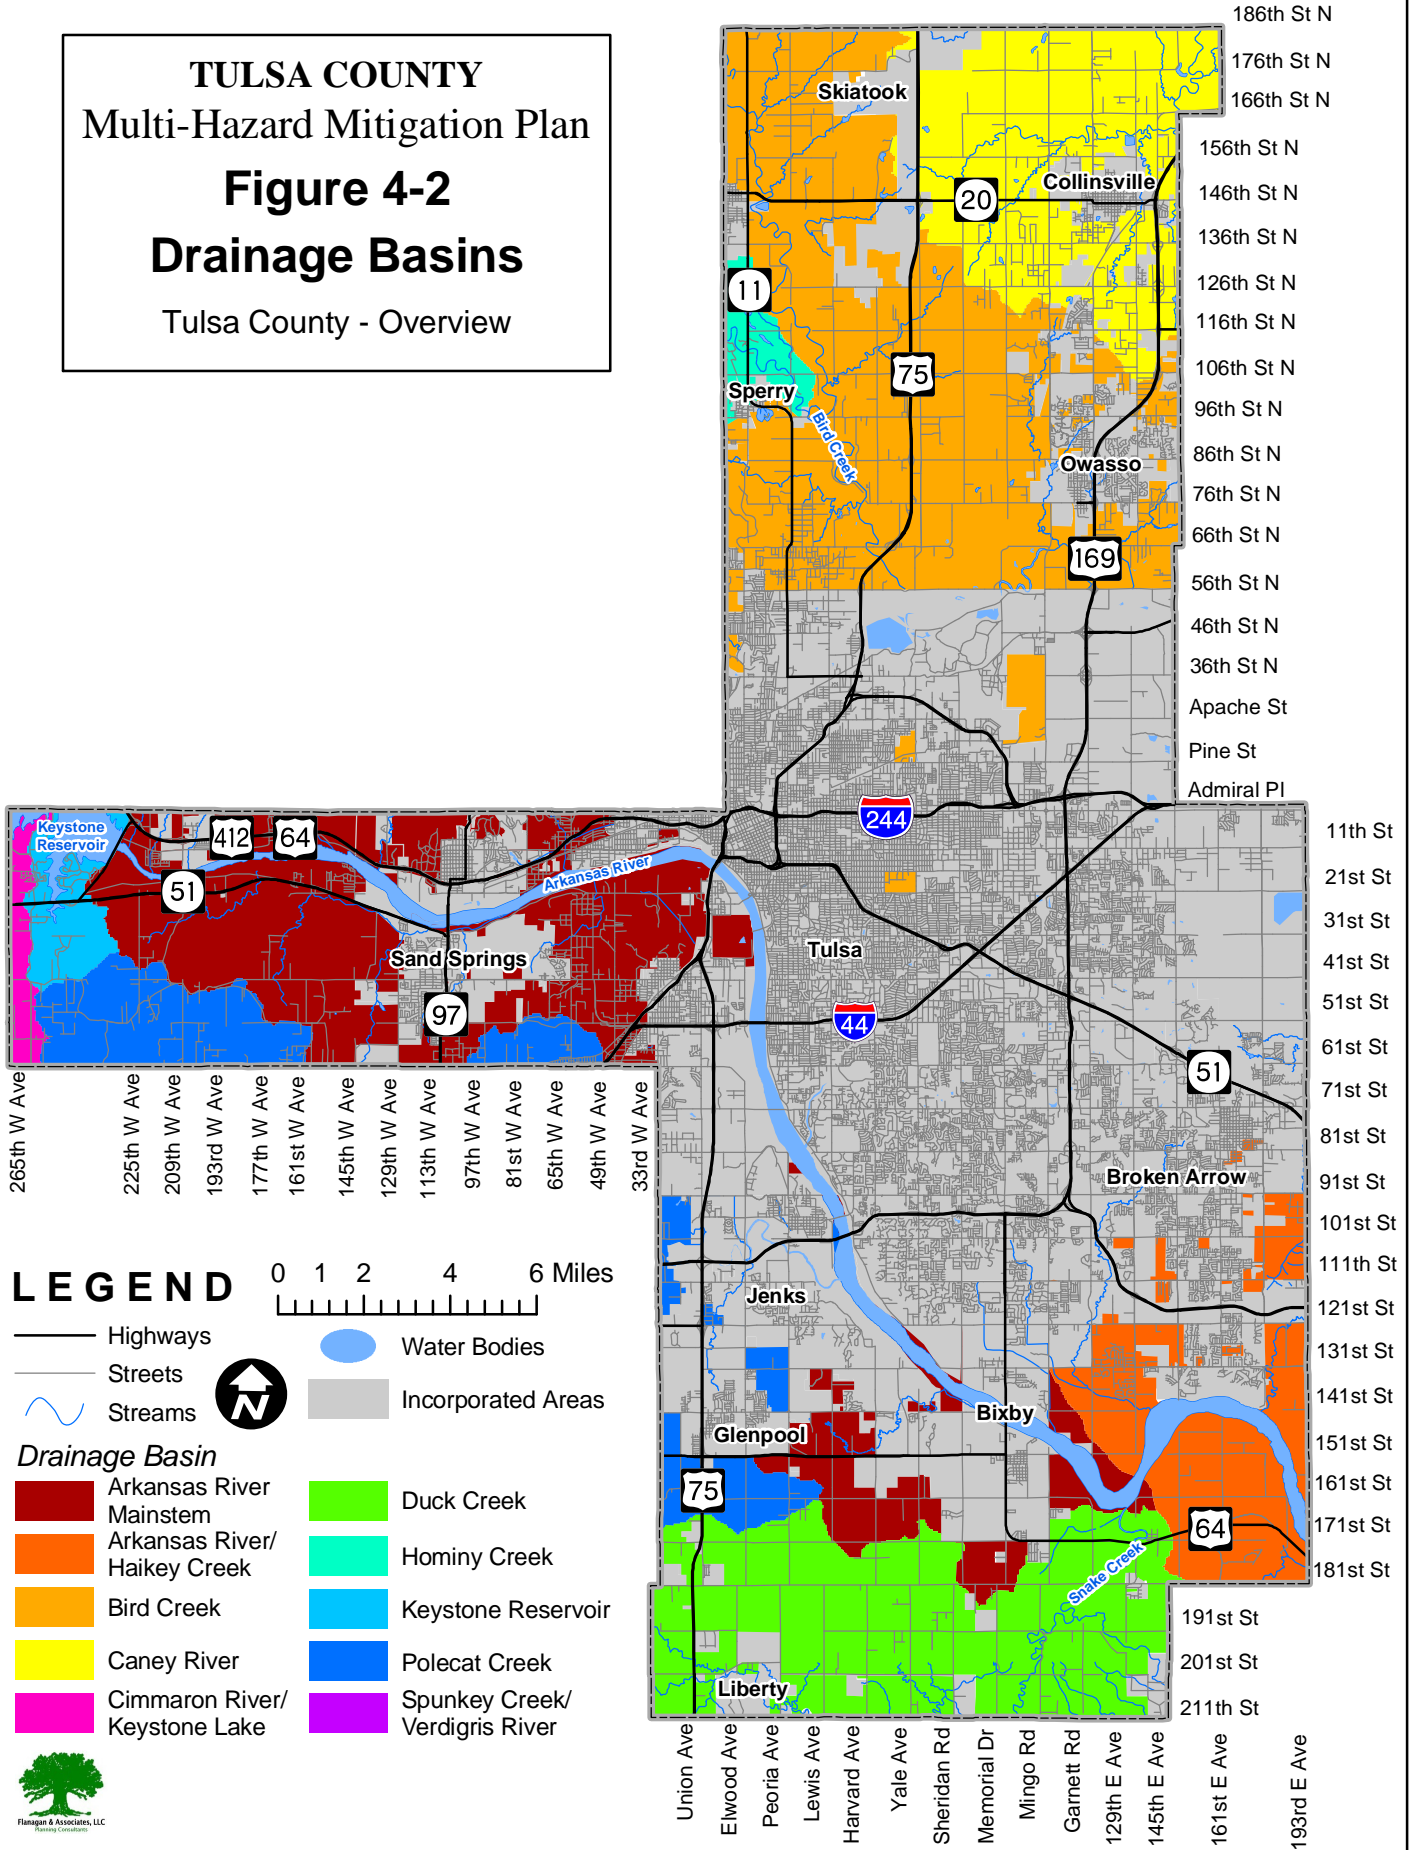 TULSA COUNTY
Multi-Hazard Mitigation Plan
Figure 4-2
Drainage Basins
Tulsa County - Overview
186th St N
176th St N
166th St N
156th St N
146th St N
136th St N
126th St N
116th St N
106th St N
96th St N
86th St N
76th St N
66th St N
56th St N
46th St N
36th St N
Apache St
Pine St
Admiral Pl
11th St
21st St
31st St
41st St
51st St
61st St
71st St
81st St
91st St
101st St
111th St
121st St
131st St
141st St
151st St
161st St
171st St
181st St
191st St
201st St
211th St
Skiatook
Collinsville
20
11
75
Sperry
Bird Creek
Owasso
169
244
Keystone
Reservoir
412
64
51
Arkansas River
Sand Springs
97
Tulsa
44
51
Broken Arrow
Jenks
Bixby
Glenpool
75
64
Snake Creek
Liberty
265th W Ave
225th W Ave
209th W Ave
193rd W Ave
177th W Ave
161st W Ave
145th W Ave
129th W Ave
113th W Ave
97th W Ave
81st W Ave
65th W Ave
49th W Ave
33rd W Ave
LEGEND
0 1 2 4 6 Miles
Highways
Streets
Streams
N
Water Bodies
Incorporated Areas
Drainage Basin
Arkansas River
Mainstem
Arkansas River/
Haikey Creek
Bird Creek
Caney River
Cimmaron River/
Keystone Lake
Duck Creek
Hominy Creek
Keystone Reservoir
Polecat Creek
Spunkey Creek/
Verdigris River
Flanagan & Associates, LLC
Planning Consultants
Union Ave
Elwood Ave
Peoria Ave
Lewis Ave
Harvard Ave
Yale Ave
Sheridan Rd
Memorial Dr
Mingo Rd
Garnett Rd
129th E Ave
145th E Ave
161st E Ave
193rd E Ave